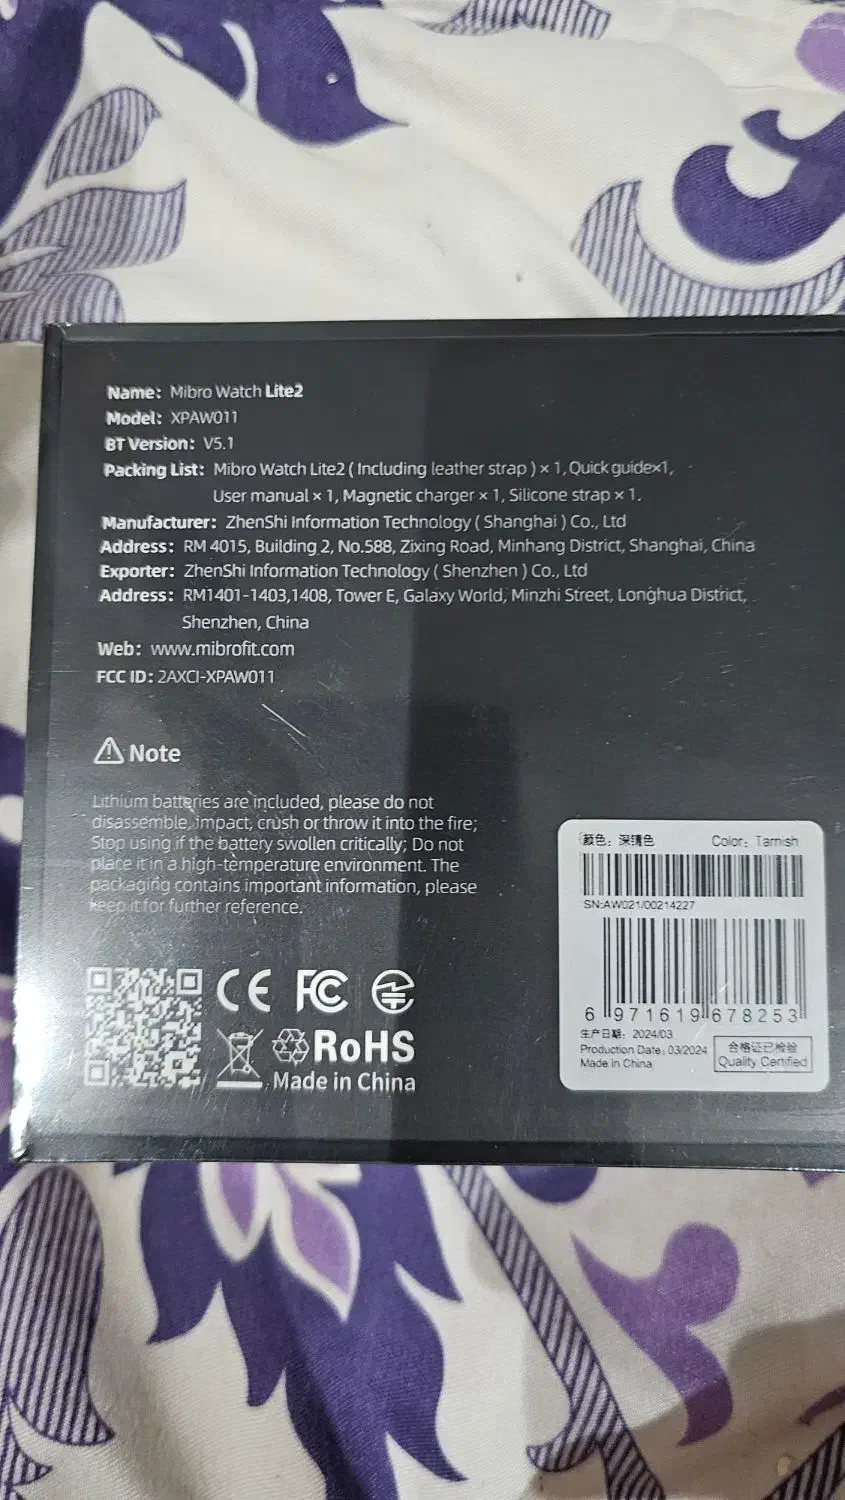 Name: Mibro Watch Lite2
Model: XPAW011
BT Version: V5.1
Packing List: Mibro Watch Lite2 ( Including leather strap ) × 1, Quick guide×1,
User manual × 1, Magnetic charger × 1, Silicone strap × 1.
Manufacturer: ZhenShi Information Technology ( Shanghai ) Co., Ltd
Address: RM 4015, Building 2, No.588, Zixing Road, Minhang District, Shanghai, China
Exporter: ZhenShi Information Technology ( Shenzhen ) Co., Ltd
Address: RM1401-1403,1408, Tower E, Galaxy World, Minzhi Street, Longhua District,
Shenzhen, China
Web: www.mibrofit.com
FCC ID: 2AXCI-XPAW011
Note
Lithium batteries are included, please do not
disassemble, impact, crush or throw it into the fire;
Stop using if the battery swollen critically; Do not
place it in a high-temperature environment. The
packaging contains important information, please
keep it for further reference.
CE FC
RoHS
Made in China
颜色：深锖色 Color: Tarnish
SN:AW021/00214227
6 971619 678253
生产日期：2024/03
Production Date: 03/2024
Made in China
合格证已检验
Quality Certified